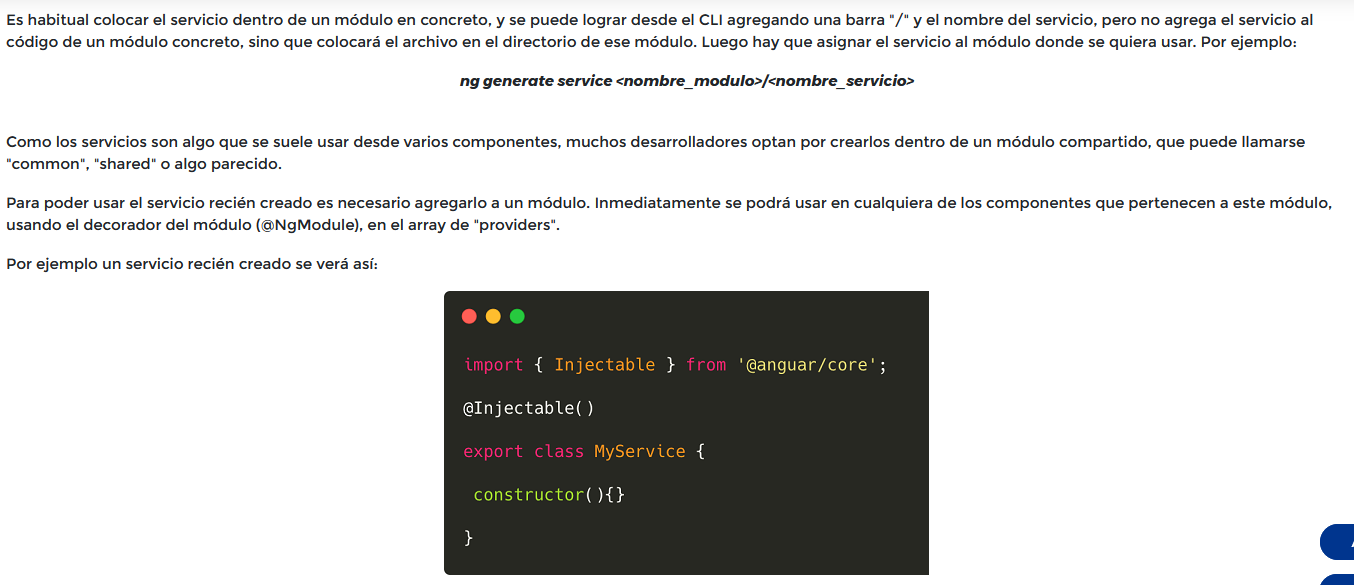 Es habitual colocar el servicio dentro de un módulo en concreto, y se puede lograr desde el CLI agregando una barra "/" y el nombre del servicio, pero no agrega el servicio al
código de un módulo concreto, sino que colocará el archivo en el directorio de ese módulo. Luego hay que asignar el servicio al módulo donde se quiera usar. Por ejemplo:
ng generate service <nombre_modulo>/<nombre_servicio>
Como los servicios son algo que se suele usar desde varios componentes, muchos desarrolladores optan por crearlos dentro de un módulo compartido, que puede llamarse
"common", "shared" o algo parecido.
Para poder usar el servicio recién creado es necesario agregarlo a un módulo. Inmediatamente se podrá usar en cualquiera de los componentes que pertenecen a este módulo,
usando el decorador del módulo (@NgModule), en el array de "providers".
Por ejemplo un servicio recién creado se verá así:
import { Injectable } from '@anguar/core';
@Injectable()
export class MyService {
constructor(){}
}